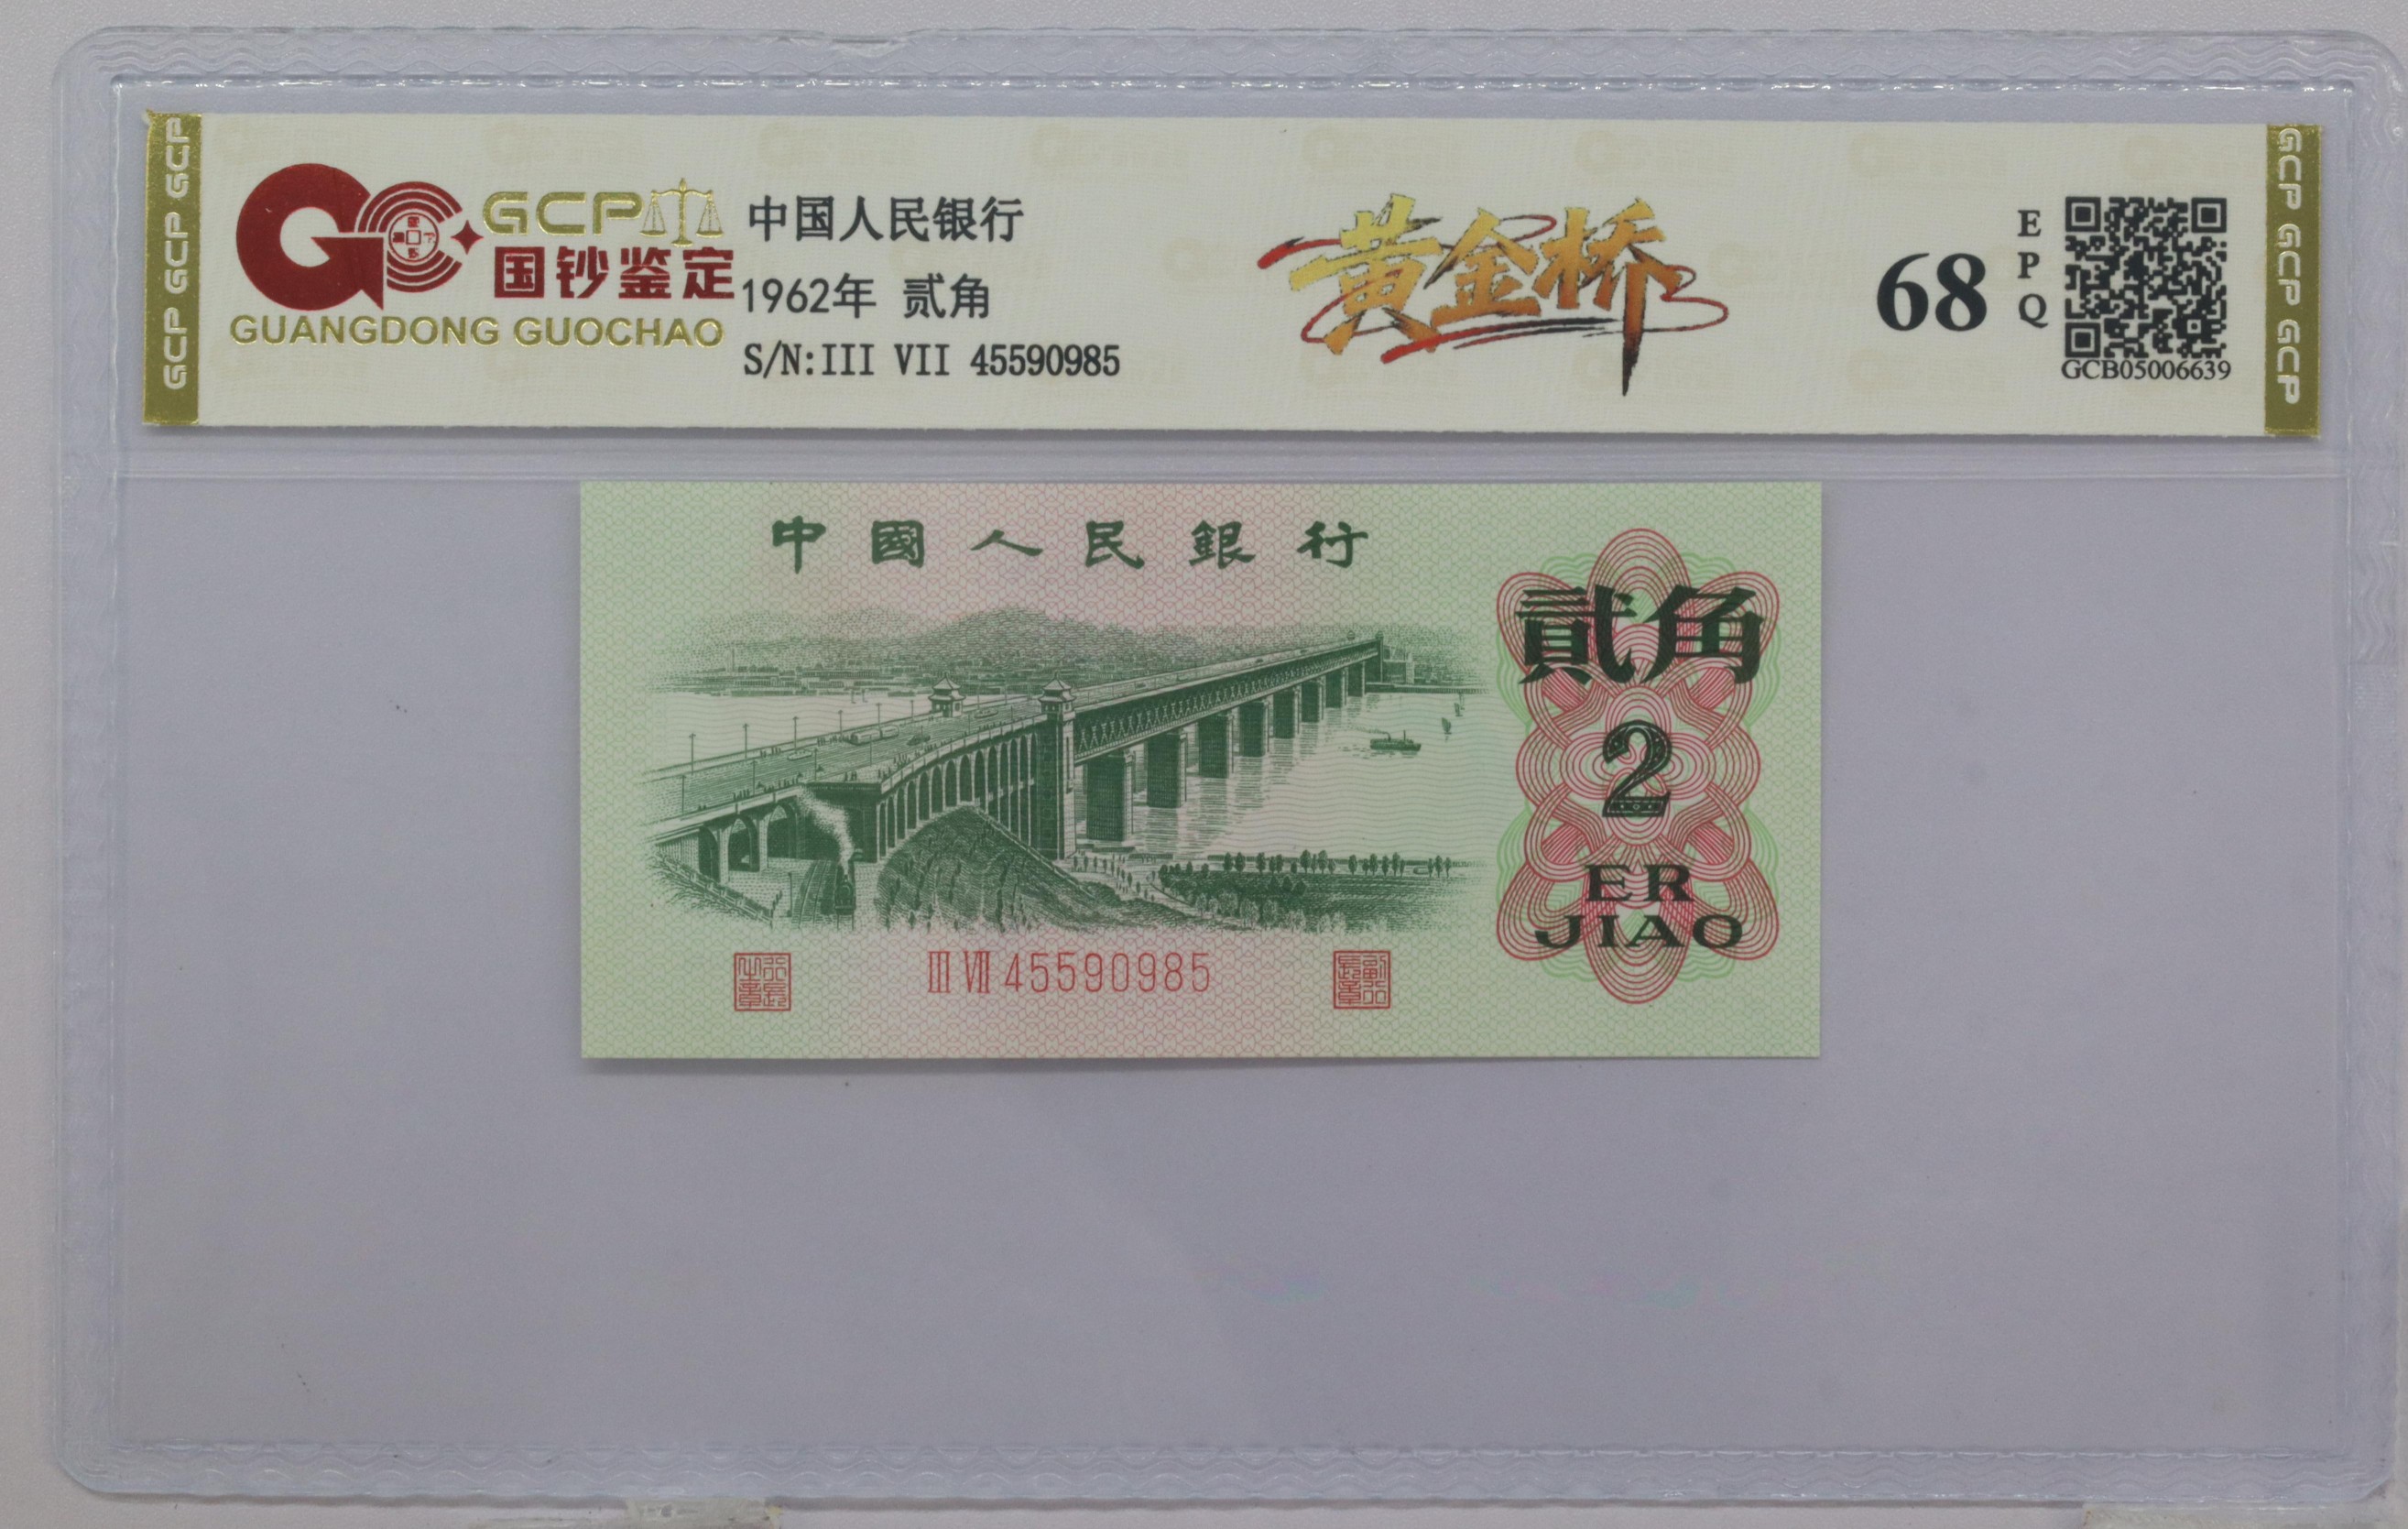 GCP GCP GCP
GCP
国钞鉴定
GUANGDONG GUOCHAO
中国人民银行
1962年 贰角
S/N:III VII 45590985
黄金桥
68
E
P
Q
GCB05006639
GCP GCP GCP
中國人民銀行
貳角
2
ER
JIAO
III VII 45590985